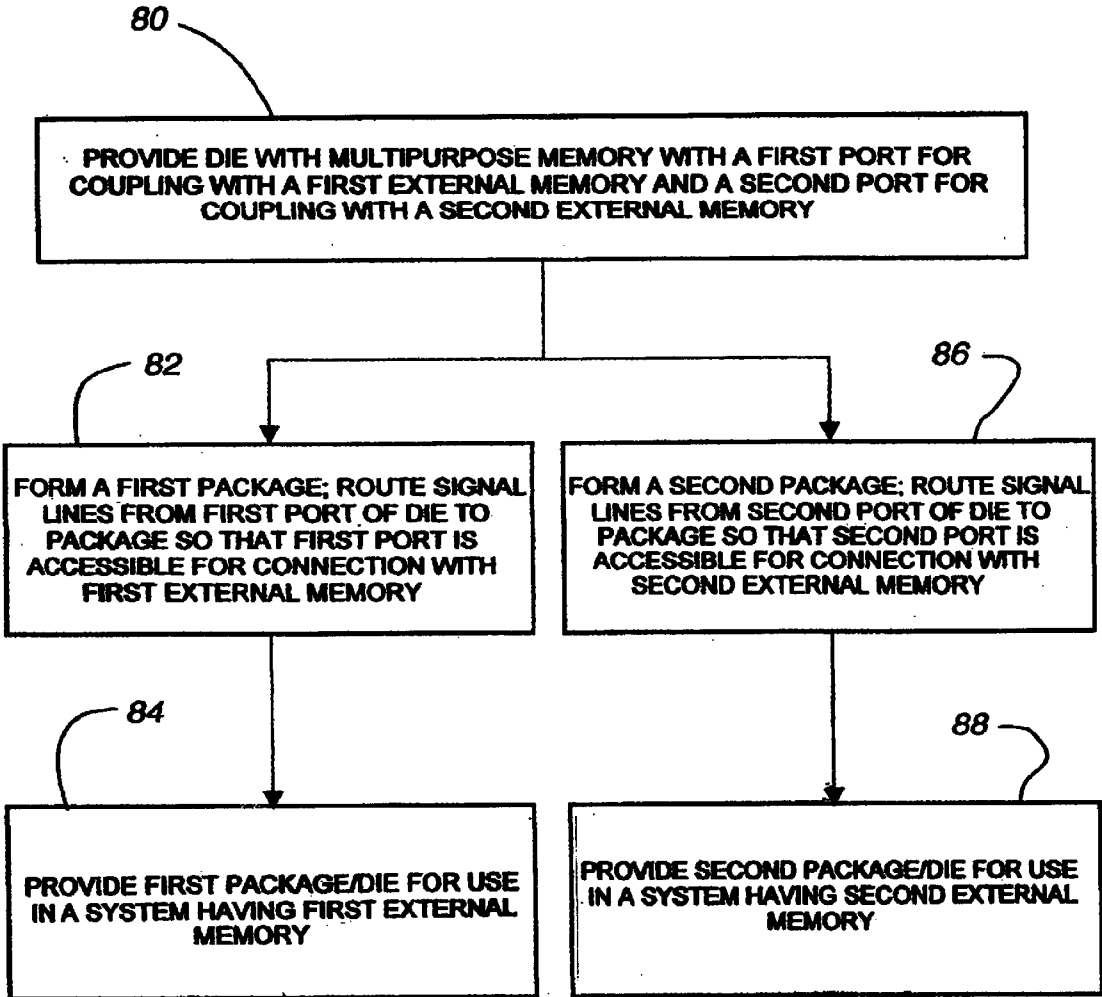 80
PROVIDE DIE WITH MULTIPURPOSE MEMORY WITH A FIRST PORT FOR
COUPLING WITH A FIRST EXTERNAL MEMORY AND A SECOND PORT FOR
COUPLING WITH A SECOND EXTERNAL MEMORY
82
FORM A FIRST PACKAGE; ROUTE SIGNAL
LINES FROM FIRST PORT OF DIE TO
PACKAGE SO THAT FIRST PORT IS
ACCESSIBLE FOR CONNECTION WITH
FIRST EXTERNAL MEMORY
86
FORM A SECOND PACKAGE; ROUTE SIGNAL
LINES FROM SECOND PORT OF DIE TO
PACKAGE SO THAT SECOND PORT IS
ACCESSIBLE FOR CONNECTION WITH
SECOND EXTERNAL MEMORY
84
PROVIDE FIRST PACKAGE/DIE FOR USE
IN A SYSTEM HAVING FIRST EXTERNAL
MEMORY
88
PROVIDE SECOND PACKAGE/DIE FOR USE
IN A SYSTEM HAVING SECOND EXTERNAL
MEMORY